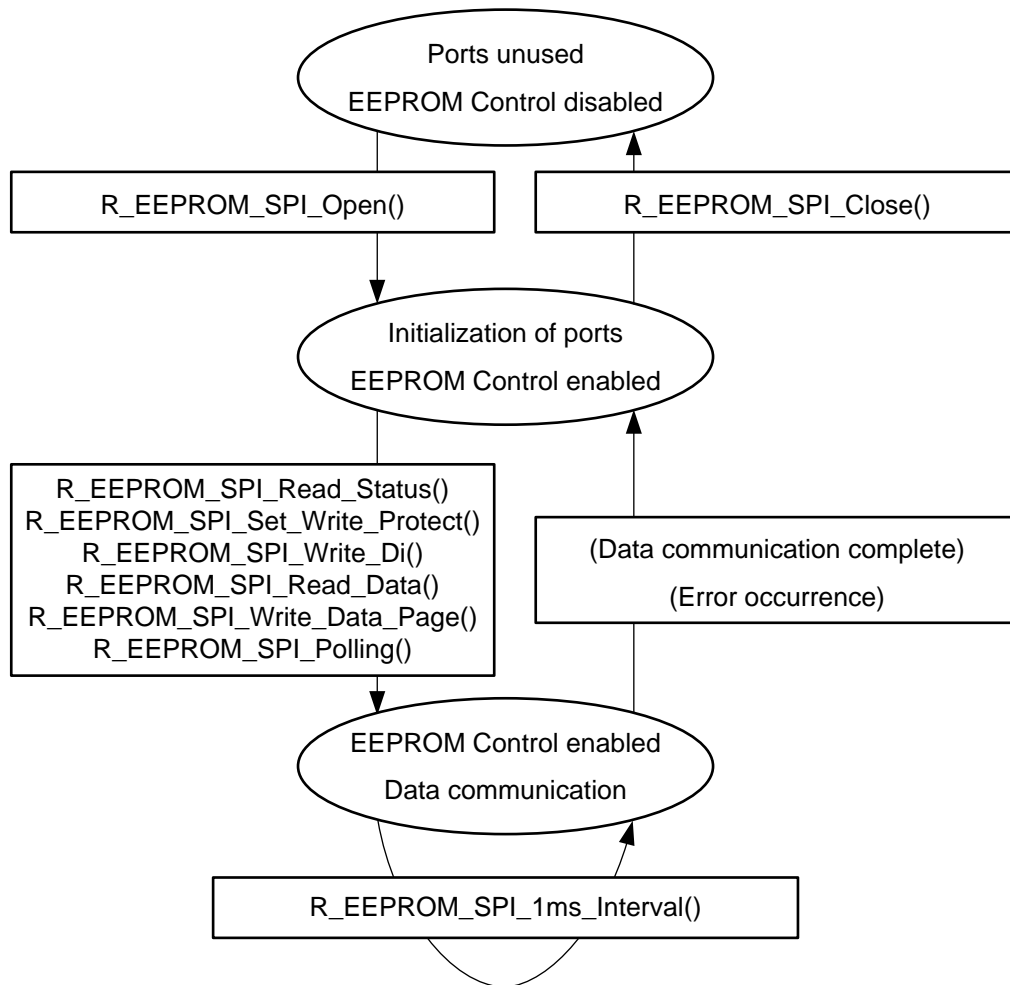 Ports unused
EEPROM Control disabled
R_EEPROM_SPI_Open()
R_EEPROM_SPI_Close()
Initialization of ports
EEPROM Control enabled
R_EEPROM_SPI_Read_Status()
R_EEPROM_SPI_Set_Write_Protect()
R_EEPROM_SPI_Write_Di()
R_EEPROM_SPI_Read_Data()
R_EEPROM_SPI_Write_Data_Page()
R_EEPROM_SPI_Polling()
(Data communication complete)
(Error occurrence)
EEPROM Control enabled
Data communication
R_EEPROM_SPI_1ms_Interval()